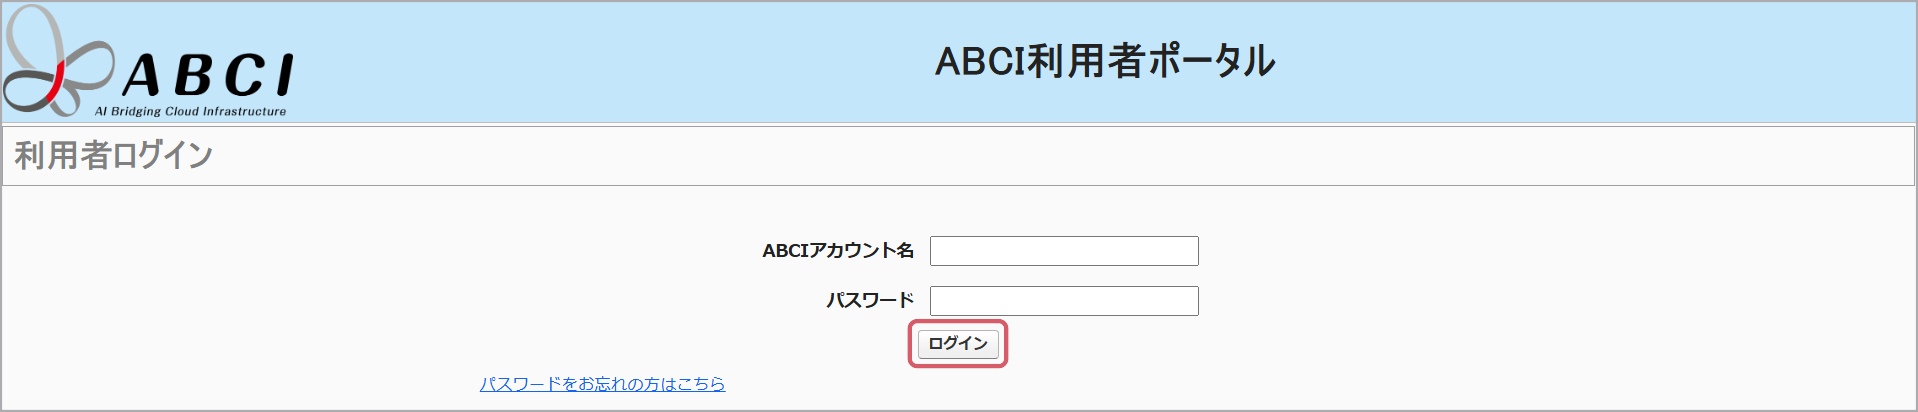 ABCI
AI Bridging Cloud Infrastructure
ABCI利用者ポータル
利用者ログイン
ABCIアカウント名
パスワード
ログイン
パスワードをお忘れの方はこちら